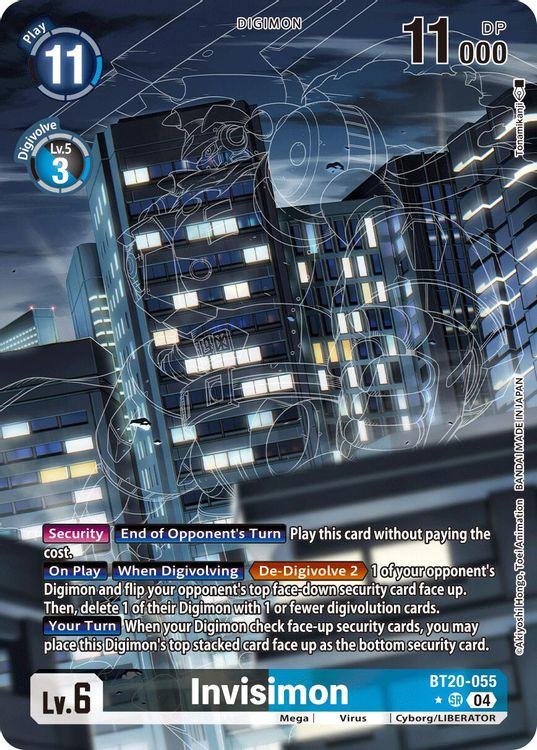 DIGIMON
Play
11
DP
11 000
Digivolve
Lv.5
3
Tonamikanji
Security End of Opponent's Turn Play this card without paying the
cost.
On Play When Digivolving De-Digivolve 2 1 of your opponent's
Digimon and flip your opponent's top face-down security card face up.
Then, delete 1 of their Digimon with 1 or fewer digivolution cards.
Your Turn When your Digimon check face-up security cards, you may
place this Digimon's top stacked card face up as the bottom security card.
©Akiyoshi Hongo, Toei Animation BANDAI MADE IN JAPAN
Lv.6
Invisimon
BT20-055
SR 04
Mega Virus Cyborg/LIBERATOR